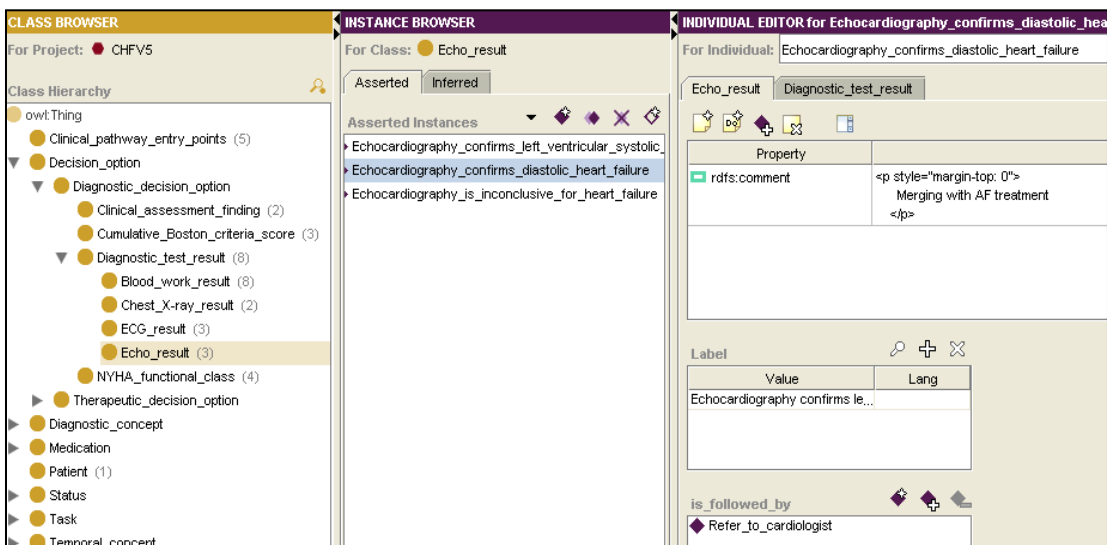 CLASS BROWSER
For Project: CHFV5
Class Hierarchy
owl:Thing
Clinical_pathway_entry_points (5)
Decision_option
Diagnostic_decision_option
Clinical_assessment_finding (2)
Cumulative_Boston_criteria_score (3)
Diagnostic_test_result (8)
Blood_work_result (8)
Chest_X-ray_result (2)
ECG_result (3)
Echo_result (3)
NYHA_functional_class (4)
Therapeutic_decision_option
Diagnostic_concept
Medication
Patient (1)
Status
Task
Temporal_concept
INSTANCE BROWSER
For Class: Echo_result
Asserted Inferred
Asserted Instances
Echocardiography_confirms_left_ventricular_systolic_
Echocardiography_confirms_diastolic_heart_failure
Echocardiography_is_inconclusive_for_heart_failure
INDIVIDUAL EDITOR for Echocardiography_confirms_diastolic_hea
For Individual: Echocardiography_confirms_diastolic_heart_failure
Echo_result Diagnostic_test_result
Property
rdfs:comment <p style="margin-top: 0">
Merging with AF treatment
</p>
Label
Value Lang
Echocardiography confirms le...
is_followed_by
Refer_to_cardiologist